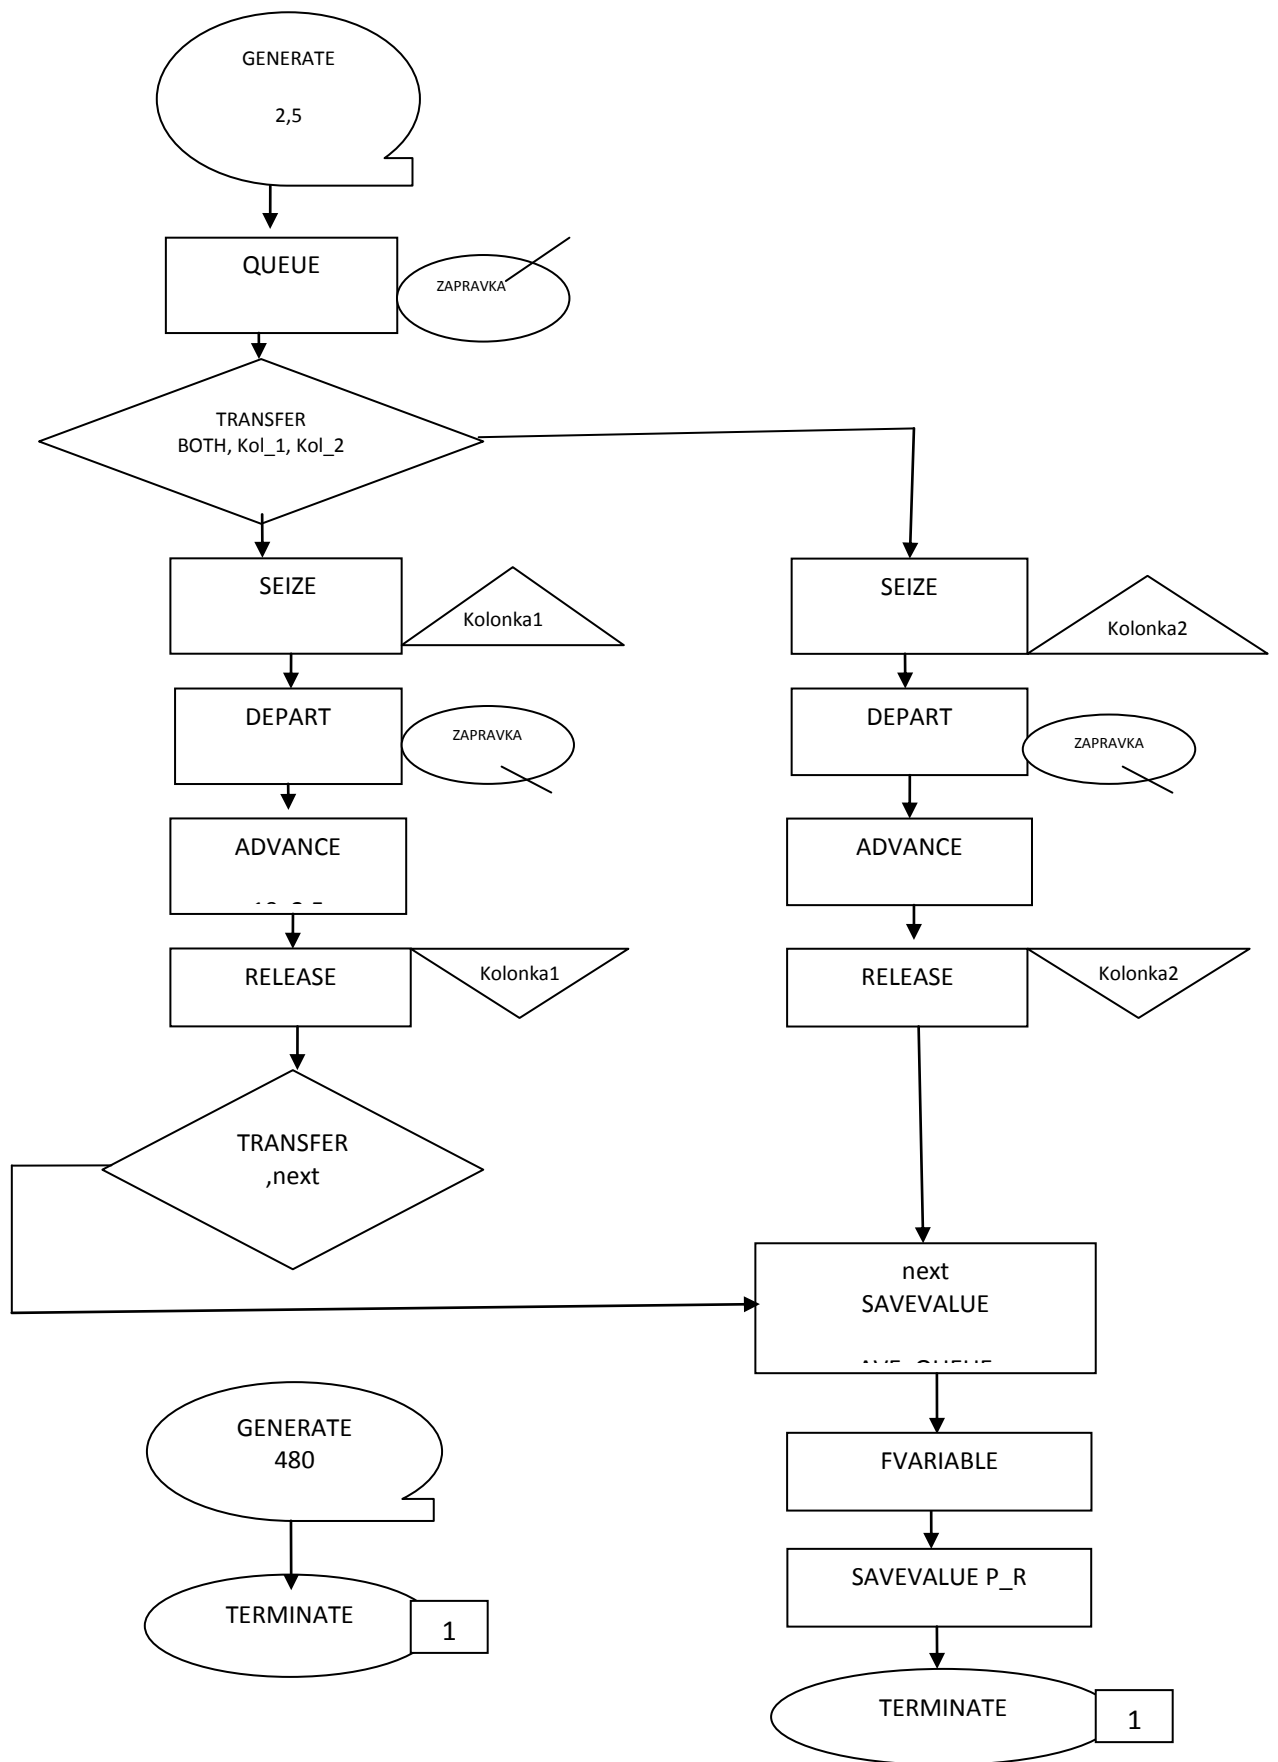 GENERATE
2,5
QUEUE
ZAPRAVKA
TRANSFER
BOTH, Kol_1, Kol_2
SEIZE
Kolonka1
SEIZE
Kolonka2
DEPART
ZAPRAVKA
DEPART
ZAPRAVKA
ADVANCE
ADVANCE
RELEASE
Kolonka1
RELEASE
Kolonka2
TRANSFER
,next
next
SAVEVALUE
GENERATE
480
FVARIABLE
SAVEVALUE P_R
TERMINATE
1
TERMINATE
1